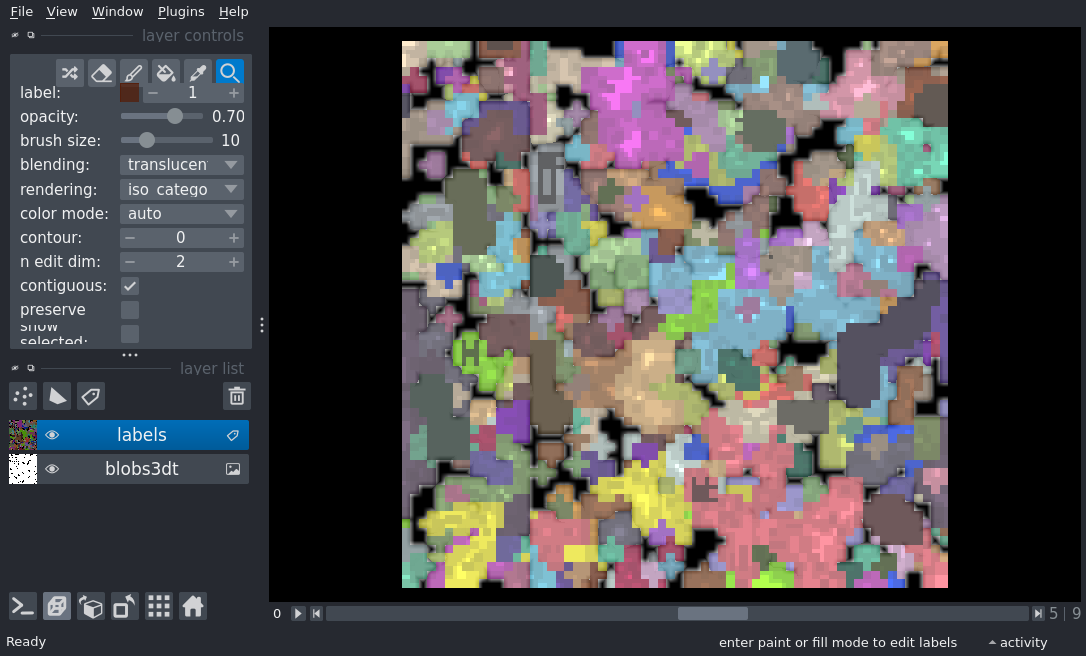 File View Window Plugins Help
layer controls
label: 1
opacity: 0.70
brush size: 10
blending: translucen
rendering: iso catego
color mode: auto
contour: 0
n edit dim: 2
contiguous:
preserve
show
selected:
layer list
labels
blobs3dt
0 5 | 9
Ready enter paint or fill mode to edit labels activity